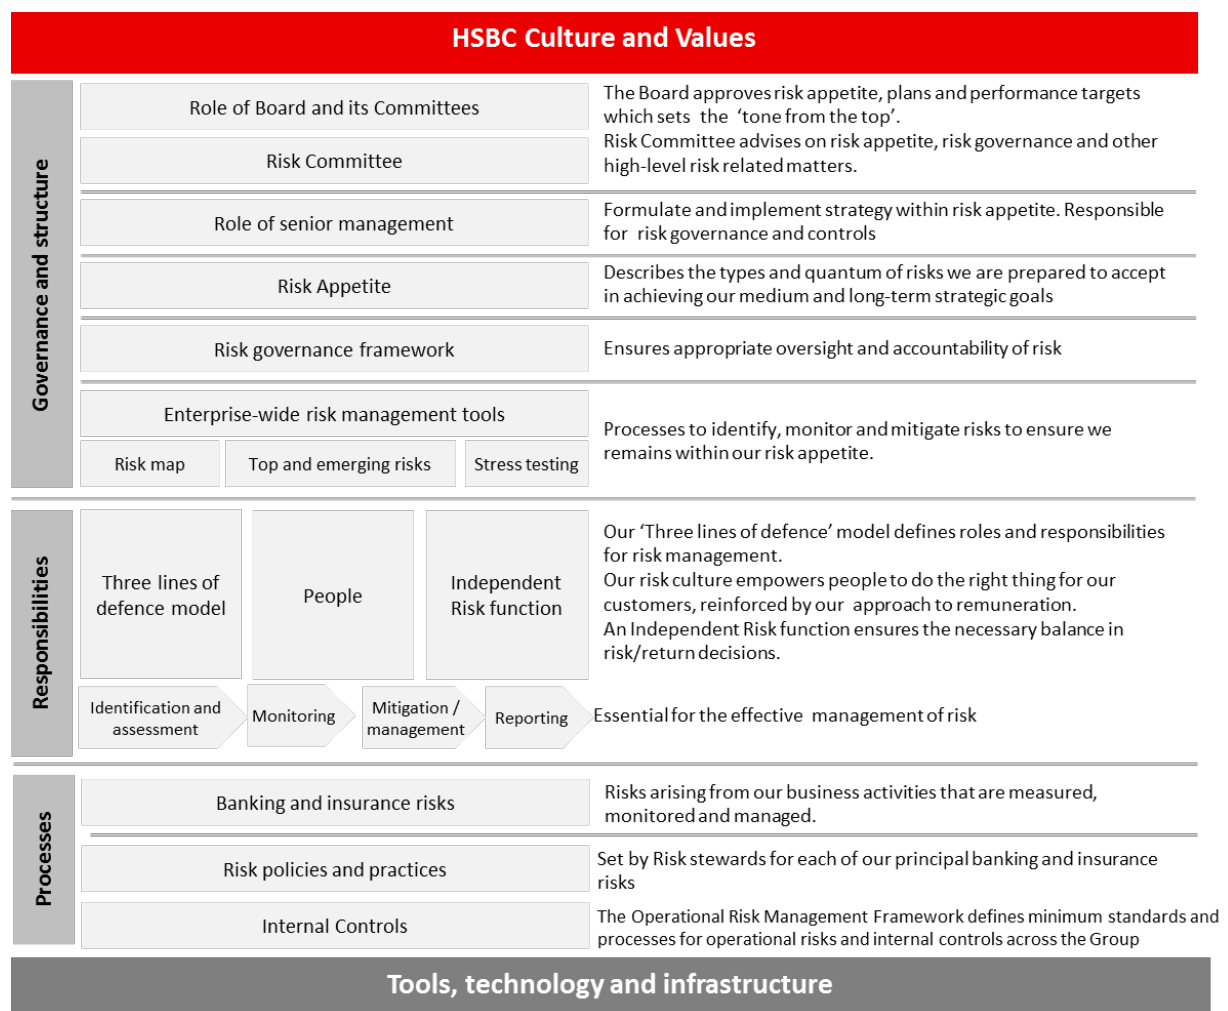 HSBC Culture and Values
Governance and structure
Role of Board and its Committees
The Board approves risk appetite, plans and performance targets
which sets the ‘tone from the top’.
Risk Committee
Risk Committee advises on risk appetite, risk governance and other
high-level risk related matters.
Role of senior management
Formulate and implement strategy within risk appetite. Responsible
for risk governance and controls
Risk Appetite
Describes the types and quantum of risks we are prepared to accept
in achieving our medium and long-term strategic goals
Risk governance framework
Ensures appropriate oversight and accountability of risk
Enterprise-wide risk management tools
Risk map
Top and emerging risks
Stress testing
Processes to identify, monitor and mitigate risks to ensure we
remains within our risk appetite.
Responsibilities
Three lines of
defence model
People
Independent
Risk function
Our ‘Three lines of defence’ model defines roles and responsibilities
for risk management.
Our risk culture empowers people to do the right thing for our
customers, reinforced by our approach to remuneration.
An Independent Risk function ensures the necessary balance in
risk/return decisions.
Identification and
assessment
Monitoring
Mitigation /
management
Reporting
Essential for the effective management of risk
Processes
Banking and insurance risks
Risks arising from our business activities that are measured,
monitored and managed.
Risk policies and practices
Set by Risk stewards for each of our principal banking and insurance
risks
Internal Controls
The Operational Risk Management Framework defines minimum standards and
processes for operational risks and internal controls across the Group
Tools, technology and infrastructure